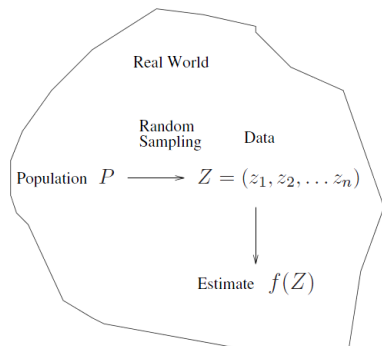 Real World
Random
Sampling
Data
Population P
Z = (z₁, z₂, . . . zₙ)
Estimate f(Z)